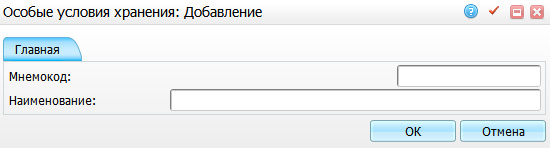 Особые условия хранения: Добавление
Главная
Мнемокод:
Наименование:
ОК Отмена